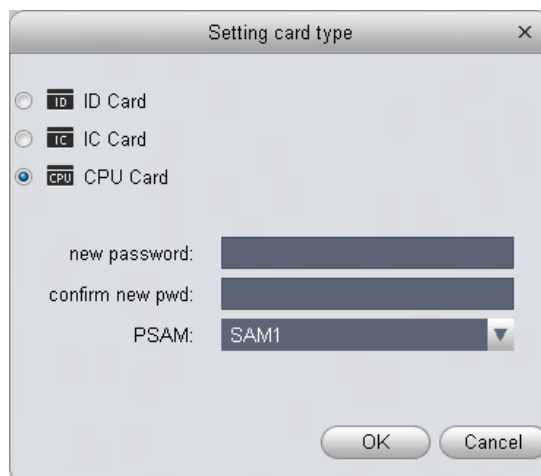 Setting card type ×
ID ID Card
IC IC Card
CPU CPU Card
new password:
confirm new pwd:
PSAM: SAM1
OK Cancel